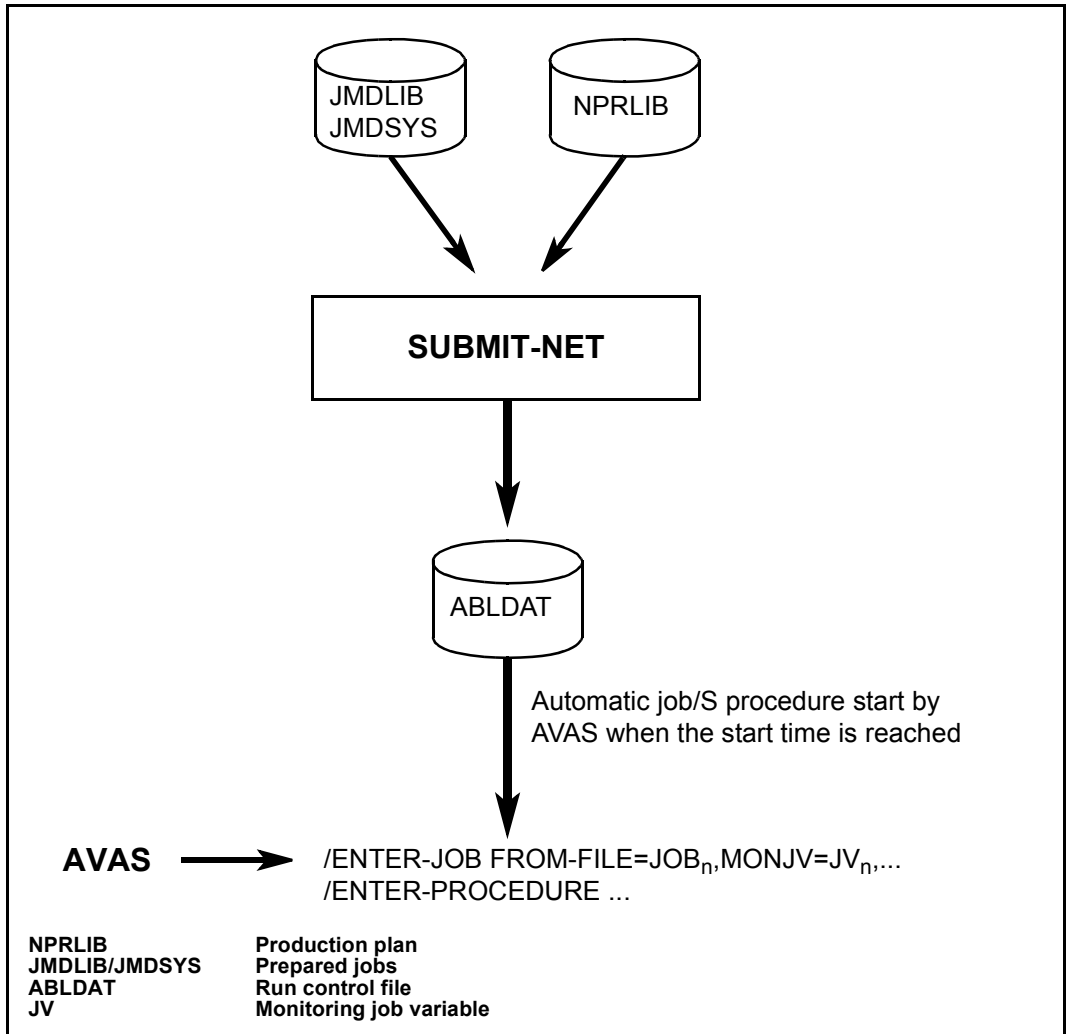 JMDLIB
JMDSYS
NPRLIB
SUBMIT-NET
ABLDAT
Automatic job/S procedure start by
AVAS when the start time is reached
AVAS
/ENTER-JOB FROM-FILE=JOBn,MONJV=JVn,...
/ENTER-PROCEDURE ...
NPRLIB Production plan
JMDLIB/JMDSYS Prepared jobs
ABLDAT Run control file
JV Monitoring job variable